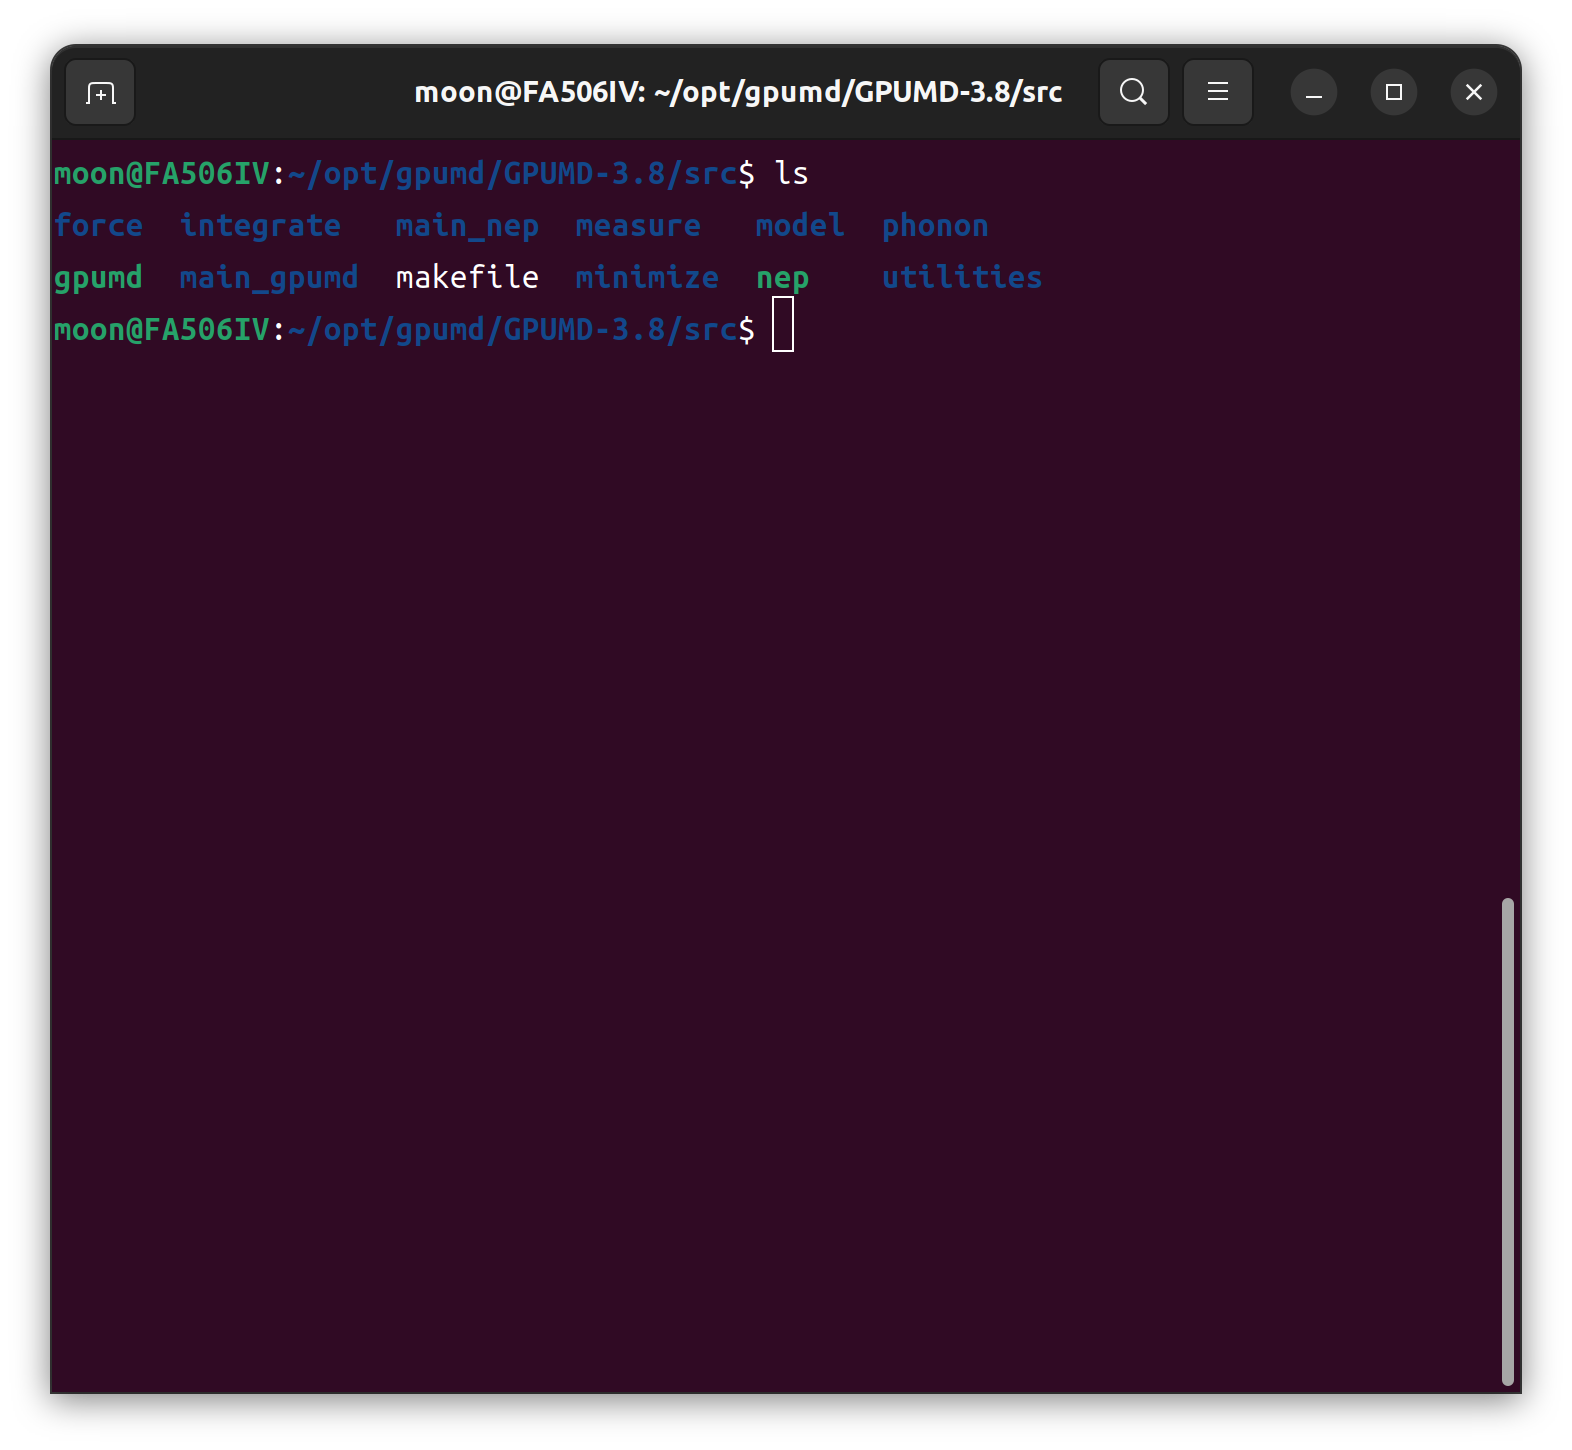 moon@FA506IV: ~/opt/gpumd/GPUMD-3.8/src
moon@FA506IV:~/opt/gpumd/GPUMD-3.8/src$ ls
force  integrate   main_nep  measure   model  phonon
gpumd  main_gpumd  makefile  minimize  nep    utilities
moon@FA506IV:~/opt/gpumd/GPUMD-3.8/src$